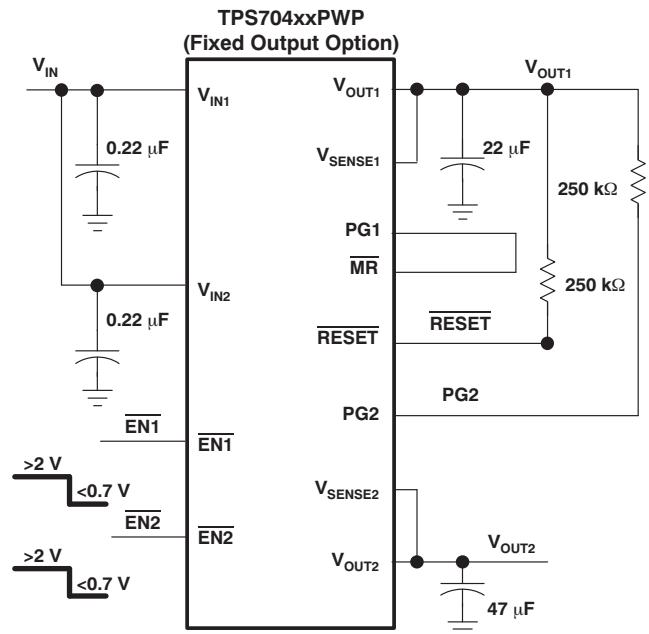 TPS704xxPWP
(Fixed Output Option)
VIN
VIN1
0.22 μF
VIN2
0.22 μF
EN1
EN1
>2 V
<0.7 V
EN2
EN2
>2 V
<0.7 V
VOUT1
VSENSE1
PG1
MR
RESET
PG2
VSENSE2
VOUT2
VOUT1
22 μF
250 kΩ
250 kΩ
RESET
PG2
VOUT2
47 μF